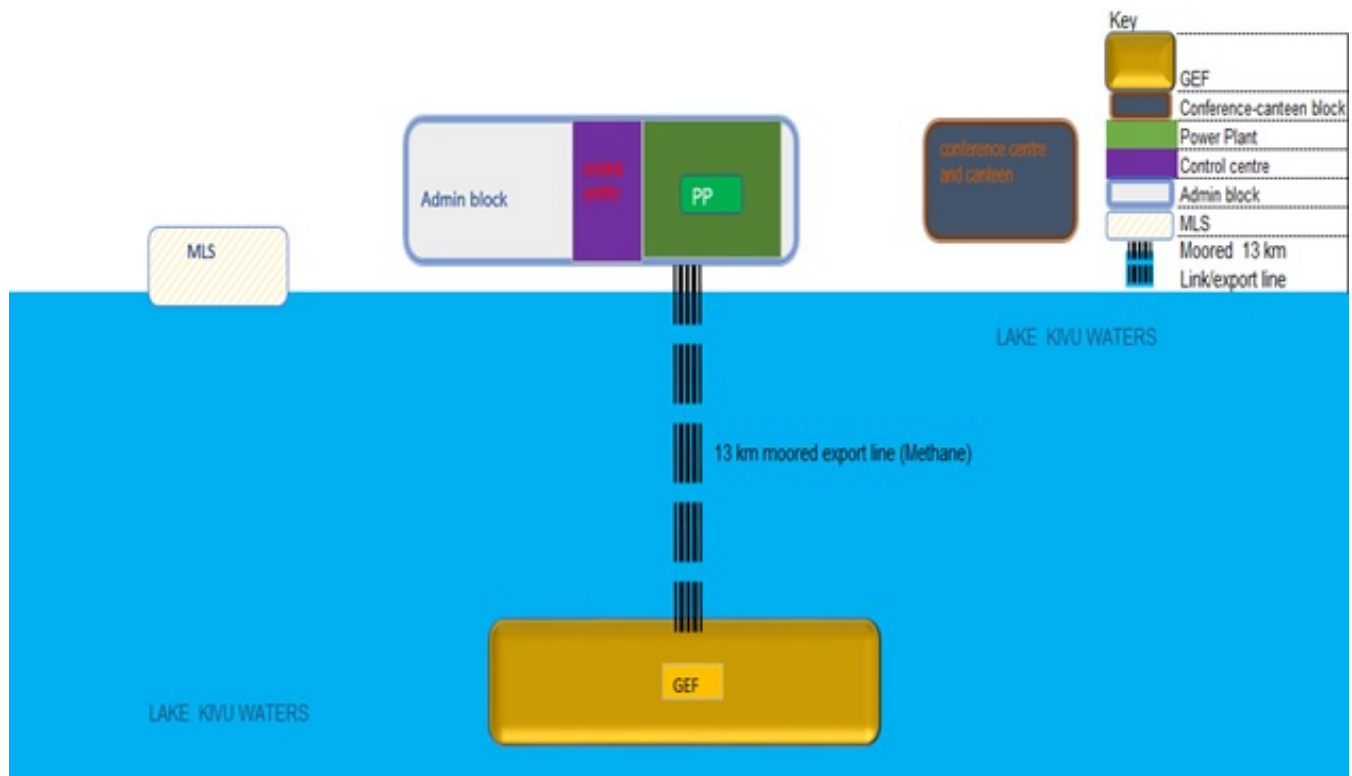 Key
GEF
Conference-canteen block
Power Plant
Control centre
Admin block
MLS
Moored 13 km
Link/export line
conference centre
and canteen
Admin block
PP
MLS
LAKE KIVU WATERS
13 km moored export line (Methane)
GEF
LAKE KIVU WATERS